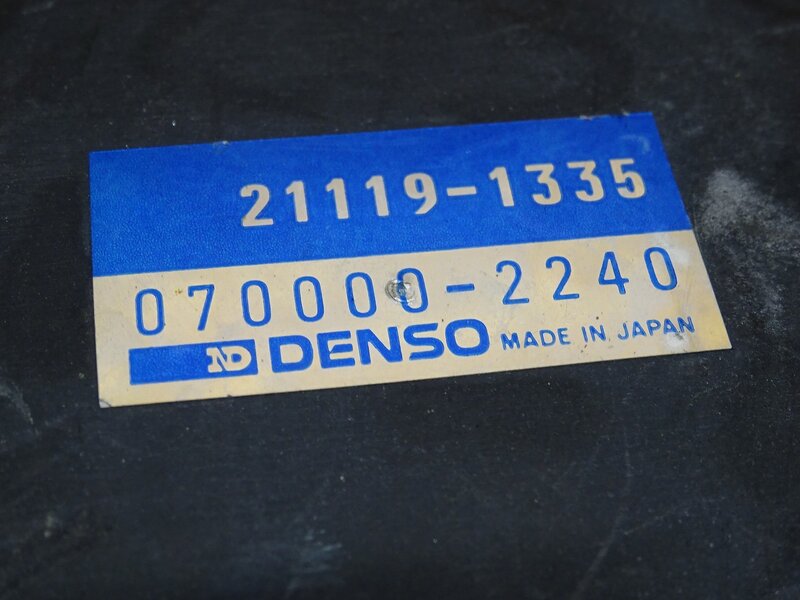 21119-1335
070000-2240
ND DENSO MADE IN JAPAN